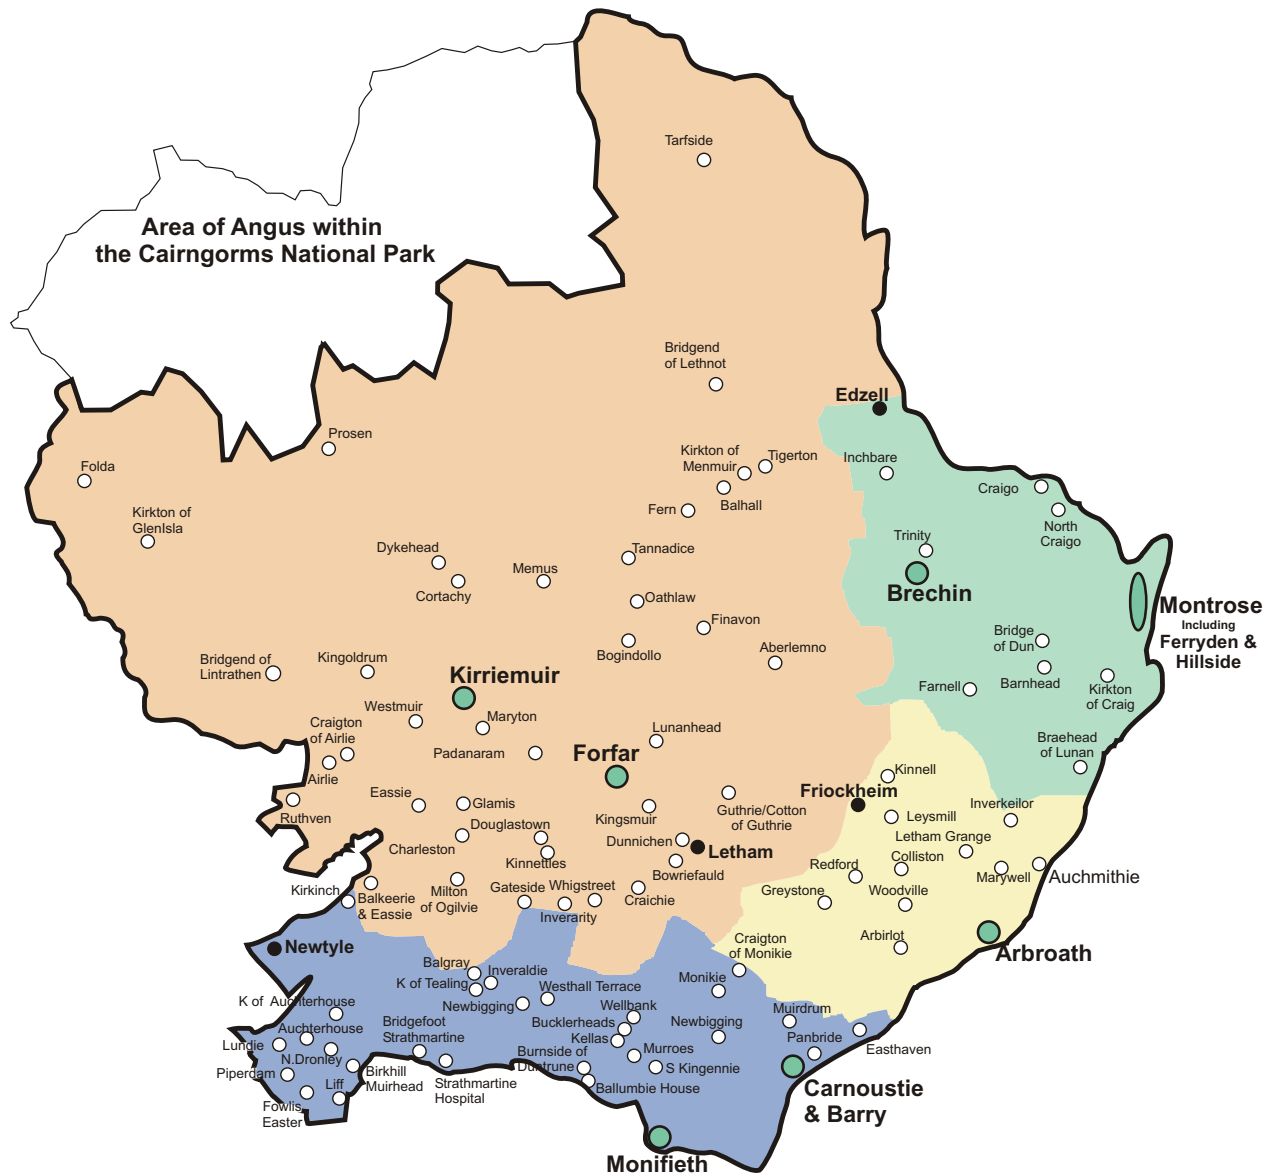 Tarfside
Area of Angus within
the Cairngorms National Park
Bridgend
of Lethnot
Edzell
Prosen
Folda
Kirkton of
Menmuir
Tigerton
Inchbare
Balhall
Craigo
Kirkton of
GlenIsla
Fern
North
Craigo
Trinity
Dykehead
Tannadice
Memus
Cortachy
Brechin
Oathlaw
Montrose
Including
Ferryden &
Hillside
Finavon
Bridge
of Dun
Bogindollo
Aberlemno
Bridgend of
Lintrathen
Kingoldrum
Kirriemuir
Farnell
Barnhead
Kirkton
of Craig
Westmuir
Maryton
Craigton
of Airlie
Lunanhead
Braehead
of Lunan
Padanaram
Forfar
Airlie
Kinnell
Friockheim
Eassie
Glamis
Inverkeilor
Ruthven
Kingsmuir
Guthrie/Cotton
of Guthrie
Leysmill
Douglastown
Letham Grange
Dunnichen
Charleston
Letham
Colliston
Kinnettles
Redford
Bowriefauld
Marywell
Auchmithie
Kirkinch
Balkeerie
& Eassie
Milton
of Ogilvie
Gateside
Whigstreet
Craichie
Greystone
Woodville
Inverarity
Arbirlot
Newtyle
Craigton
of Monikie
Arbroath
Balgray
Inveraldie
K of Tealing
Monikie
Westhall Terrace
K of Auchterhouse
Newbigging
Wellbank
Muirdrum
Auchterhouse
Bridgefoot
Strathmartine
Bucklerheads
Newbigging
Lundie
Kellas
Panbride
Easthaven
N.Dronley
Burnside of
Duntrune
Murroes
Piperdam
Birkhill
Muirhead
S Kingennie
Liff
Strathmartine
Hospital
Ballumbie House
Carnoustie
& Barry
Fowlis
Easter
Monifieth